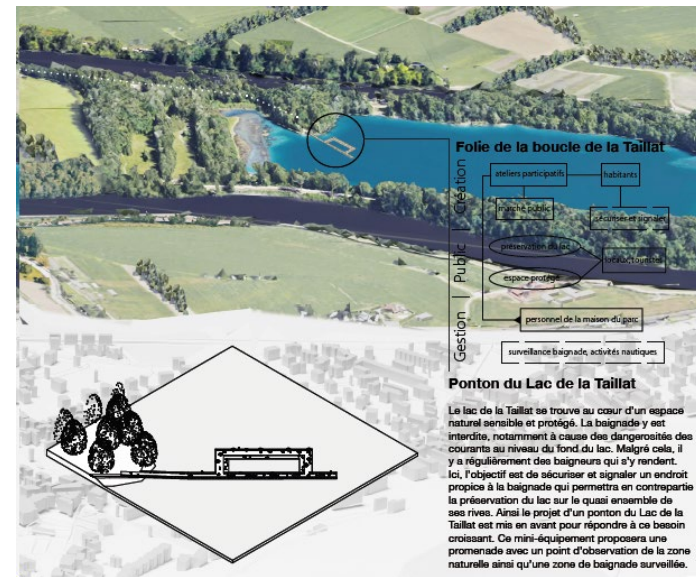 Folie de la boucle de la Taillat
Création
ateliers participatifs
habitants
marché public
sécuriser et signaler
Public
préservation du lac
locaux, touristes
espace protégé
Gestion
personnel de la maison du parc
surveillance baignade, activités nautiques
Ponton du Lac de la Taillat
Le lac de la Taillat se trouve au cœur d'un espace
naturel sensible et protégé. La baignade y est
interdite, notamment à cause des dangerosités des
courants au niveau du fond du lac. Malgré cela, il
y a régulièrement des baigneurs qui s'y rendent.
Ici, l'objectif est de sécuriser et signaler un endroit
propice à la baignade qui permettra en contrepartie
la préservation du lac sur le quasi ensemble de
ses rives. Ainsi le projet d'un ponton du Lac de la
Taillat est mis en avant pour répondre à ce besoin
croissant. Ce mini-équipement proposera une
promenade avec un point d'observation de la zone
naturelle ainsi qu'une zone de baignade surveillée.